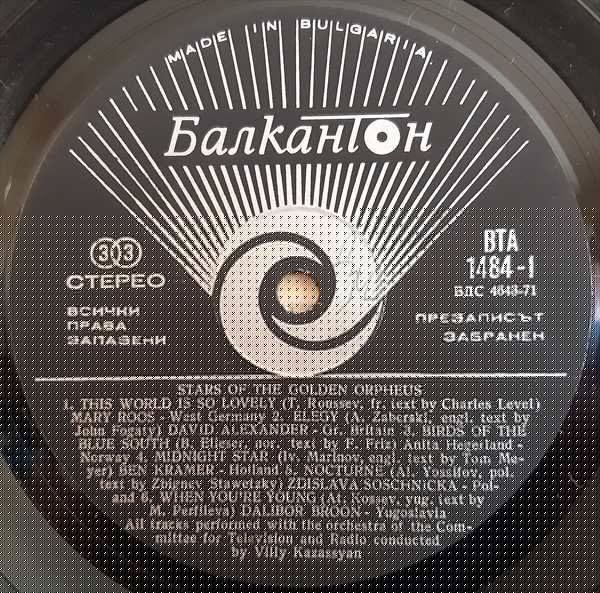 MADE IN BULGARIA
Балкантон
33
СТЕРЕО
ВСИЧКИ
ПРАВА
ЗАПАЗЕНИ
ВТА
1484-I
БДС 4643-71
ПРЕЗАПИСЪТ
ЗАБРАНЕН
STARS OF THE GOLDEN ORPHEUS
1. THIS WORLD IS SO LOVELY (T. Roussev, fr. text by Charles Level)
MARY ROOS - West Germany 2. ELEGY (A. Zaberski, engl. text by
John Fogaty) DAVID ALEXANDER - Gr. Britain 3. BIRDS OF THE
BLUE SOUTH (B. Elieser, nor. text by F. Friz) Anita Hegerland -
Norway 4. MIDNIGHT STAR (Iv. Marinov, engl. text by Tom Me-
yer) BEN KRAMER - Holland 5. NOCTURNE (Al. Yossifov, pol.
text by Zbignev Stawetzky) ZDISLAVA SOSCHNICKA - Pol-
and 6. WHEN YOU'RE YOUNG (At. Kossev, yug. text by
M. Perfileva) DALIBOR BROON - Yugoslavia
All tracks performed with the orchestra of the Com-
mittee for Television and Radio conducted
by Villy Kazassyan